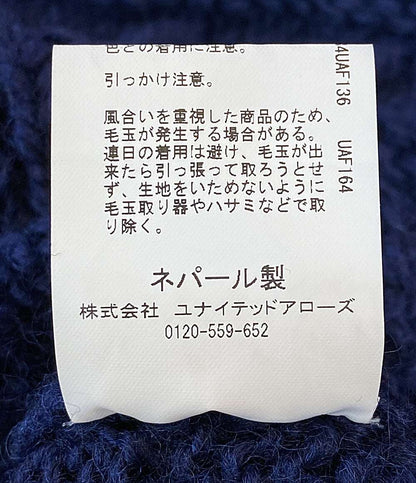 色との着用に注意。
引っかけ注意。
風合いを重視した商品のため、
毛玉が発生する場合がある。
連日の着用は避け、毛玉が出
来たら引っ張って取ろうとせ
ず、生地をいためないように
毛玉取り器やハサミなどで取
り除く。
ネパール製
株式会社 ユナイテッドアローズ
0120-559-652
4UAF136
UAF164